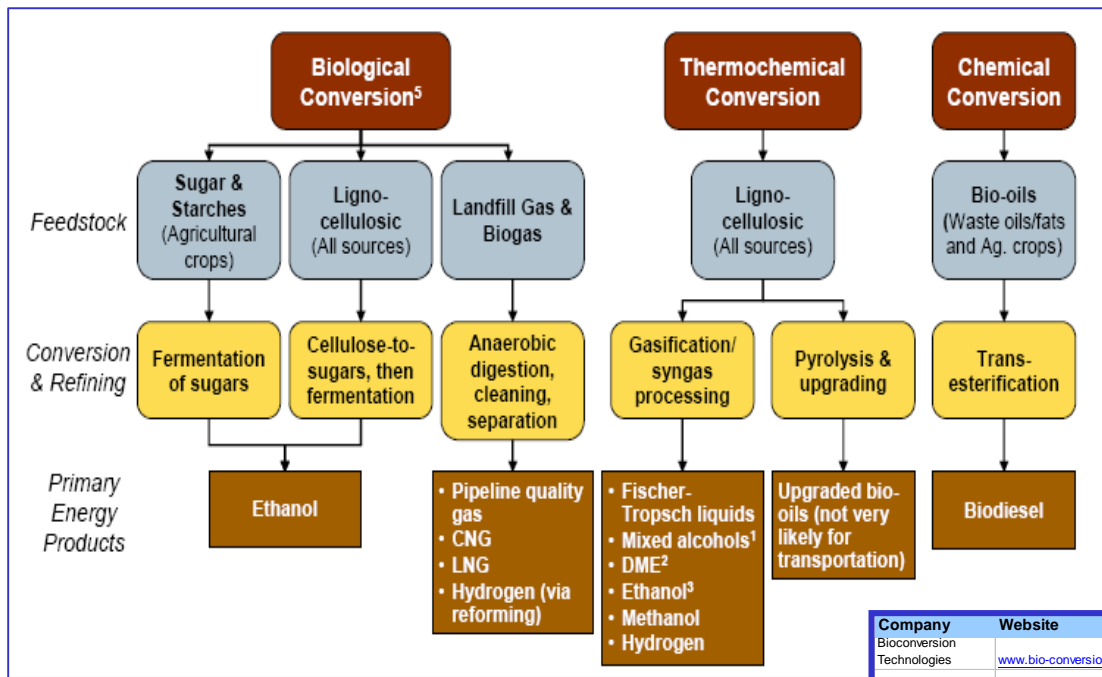 Biological
Conversion⁵
Thermochemical
Conversion
Chemical
Conversion
Feedstock
Sugar &
Starches
(Agricultural
crops)
Ligno-
cellulosic
(All sources)
Landfill Gas &
Biogas
Ligno-
cellulosic
(All sources)
Bio-oils
(Waste oils/fats
and Ag. crops)
Conversion
& Refining
Fermentation
of sugars
Cellulose-to-
sugars, then
fermentation
Anaerobic
digestion,
cleaning,
separation
Gasification/
syngas
processing
Pyrolysis &
upgrading
Trans-
esterification
Primary
Energy
Products
Ethanol
• Pipeline quality
gas
• CNG
• LNG
• Hydrogen (via
reforming)
• Fischer-
Tropsch liquids
• Mixed alcohols¹
• DME²
• Ethanol³
• Methanol
• Hydrogen
Upgraded bio-
oils (not very
likely for
transportation)
Biodiesel
Company Website
Bioconversion
Technologies www.bio-conversio